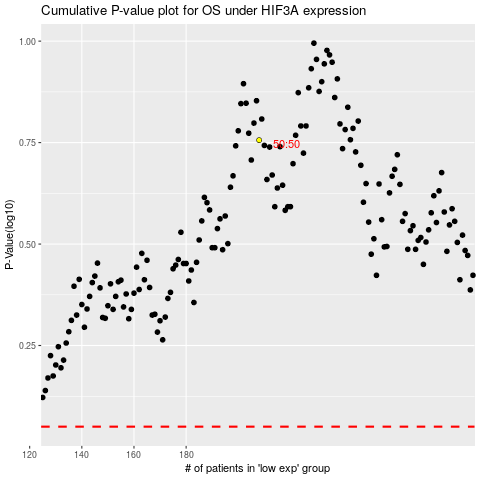 Cumulative P-value plot for OS under HIF3A expression
P-Value(log10)
1.00
0.75
0.50
0.25
50:50
120 140 160 180
# of patients in 'low exp' group